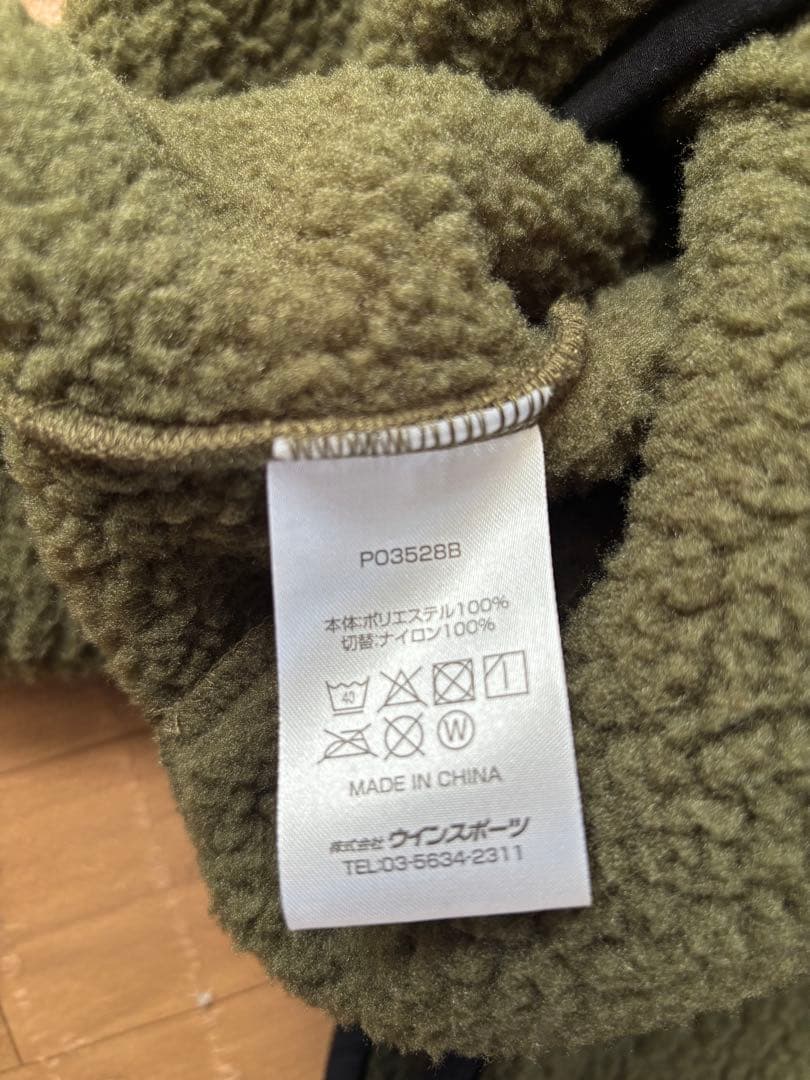 P03528B
本体:ポリエステル100%
切替:ナイロン100%
40
W
MADE IN CHINA
株式会社 ウインスポーツ
TEL:03-5634-2311